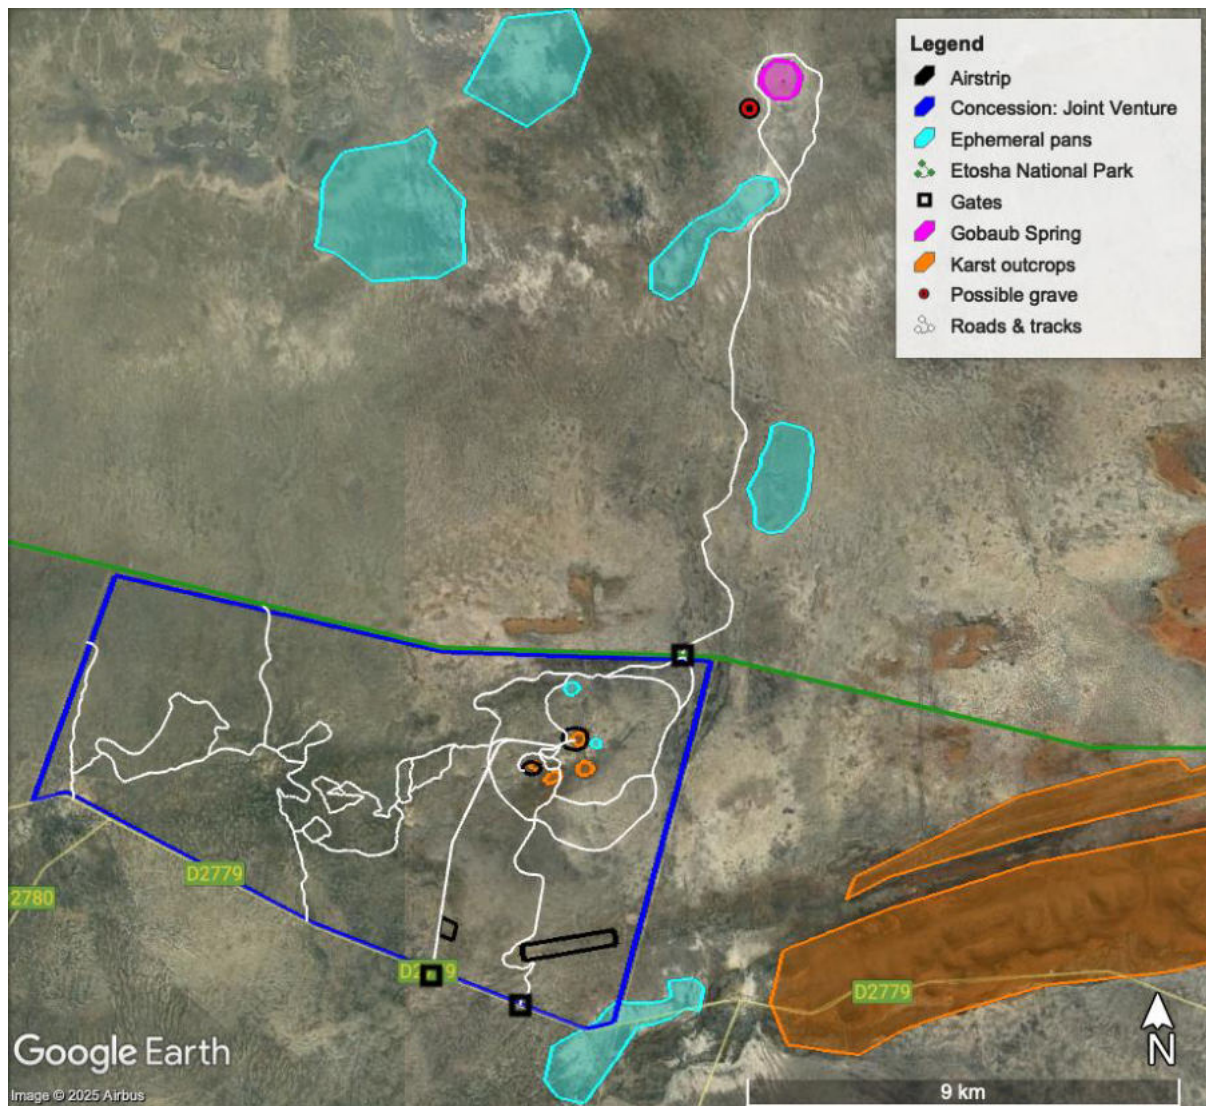 Legend
Airstrip
Concession: Joint Venture
Ephemeral pans
Etosha National Park
Gates
Gobaub Spring
Karst outcrops
Possible grave
Roads & tracks
D2779
2780
D2779
N
Google Earth
9 km
Image © 2025 Airbus